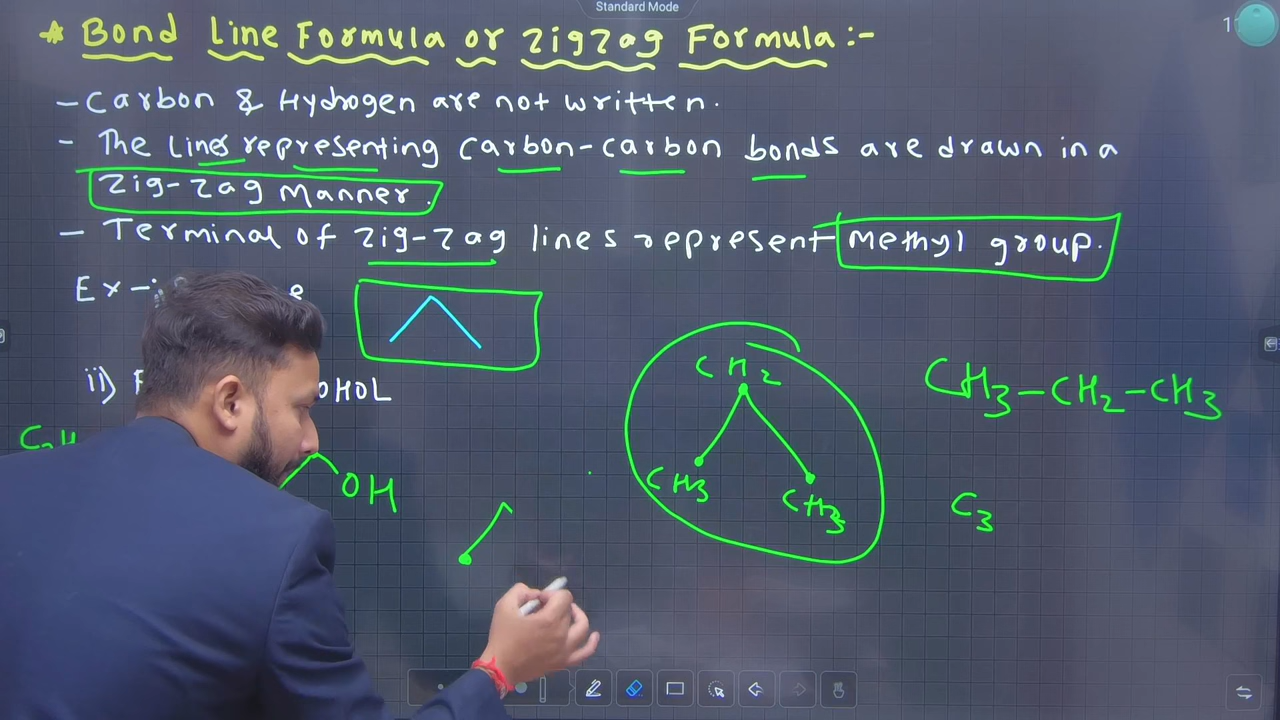 Standard Mode
* Bond Line Formula or ZigZag Formula:-
- Carbon & Hydrogen are not written.
- The Lines representing carbon-carbon bonds are drawn in a
Zig-Zag Manner.
- Terminal of Zig-Zag lines represent Methyl group.
Ex-
ii)
CH2
CH3
CH3
CH3-CH2-CH3
OH
C3